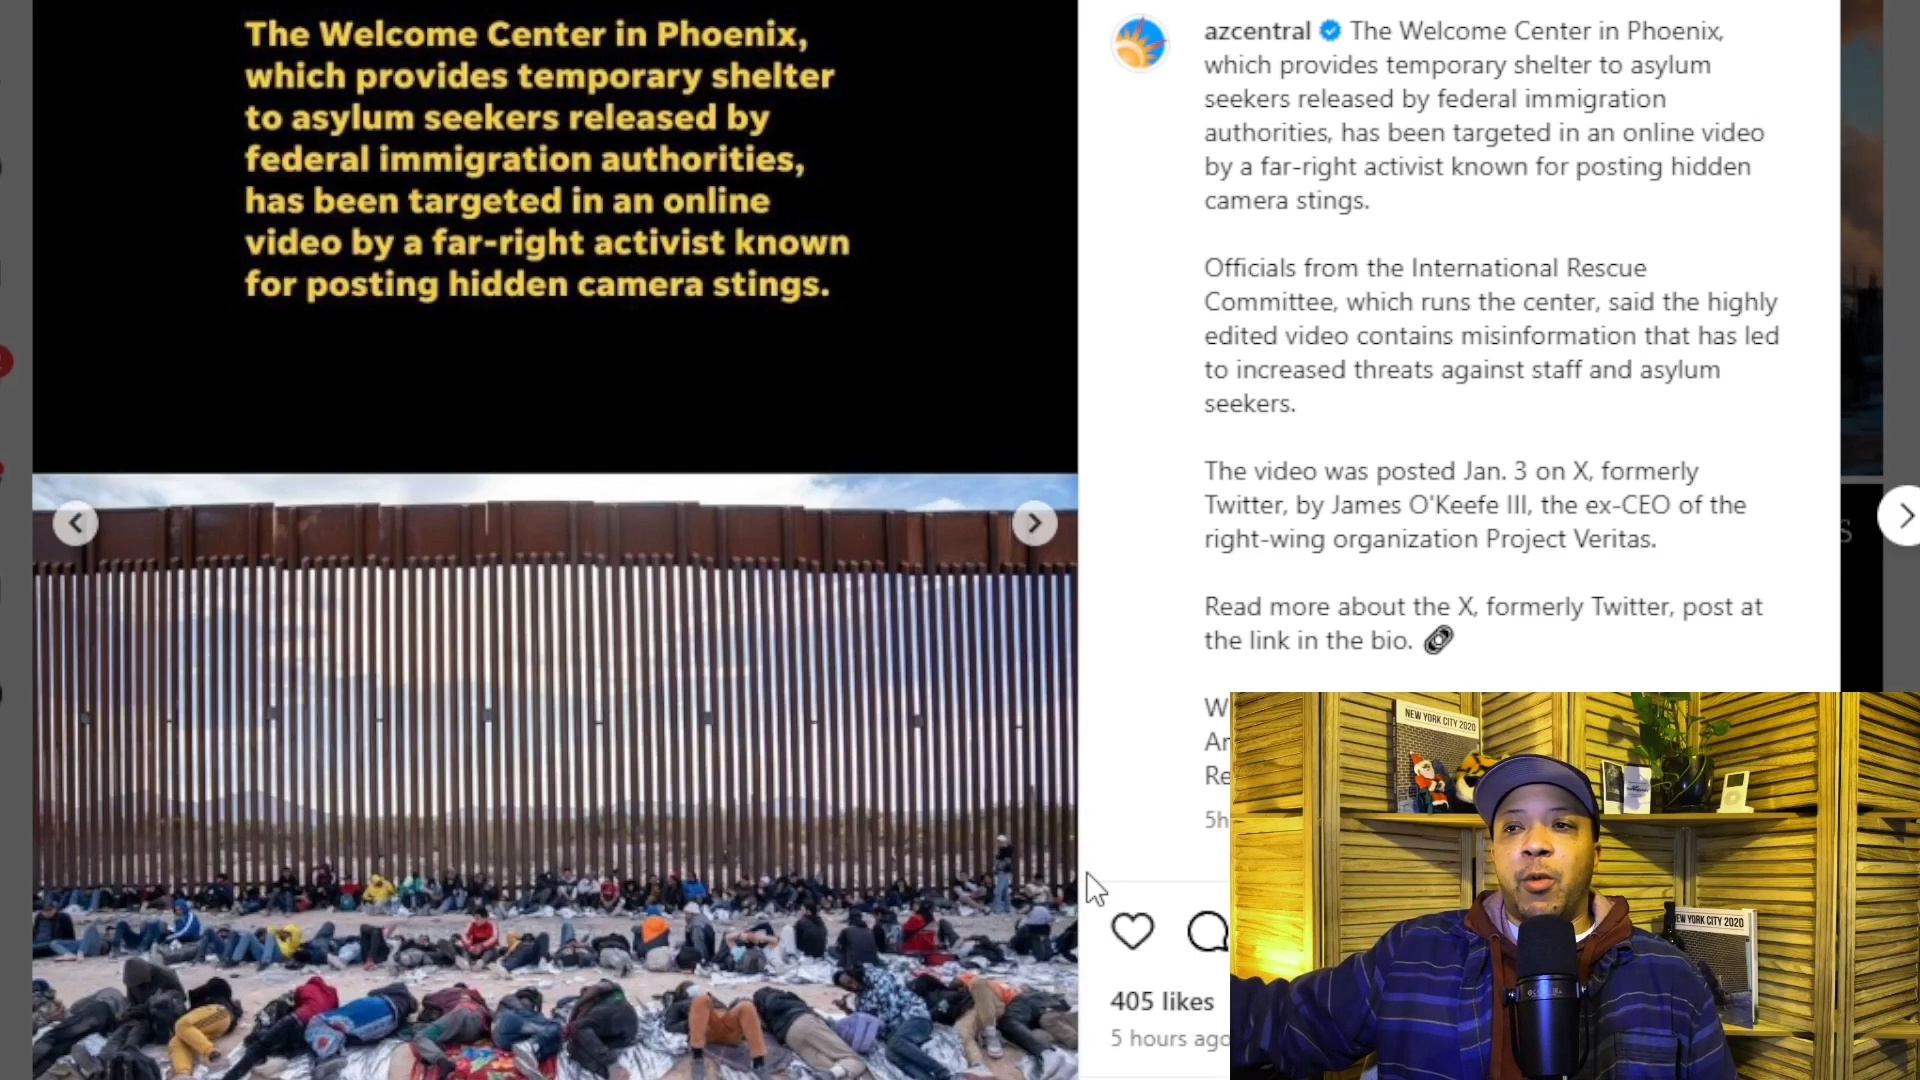 The Welcome Center in Phoenix,
which provides temporary shelter
to asylum seekers released by
federal immigration authorities,
has been targeted in an online
video by a far-right activist known
for posting hidden camera stings.
azcentral The Welcome Center in Phoenix,
which provides temporary shelter to asylum
seekers released by federal immigration
authorities, has been targeted in an online video
by a far-right activist known for posting hidden
camera stings.
Officials from the International Rescue
Committee, which runs the center, said the highly
edited video contains misinformation that has led
to increased threats against staff and asylum
seekers.
The video was posted Jan. 3 on X, formerly
Twitter, by James O'Keefe III, the ex-CEO of the
right-wing organization Project Veritas.
Read more about the X, formerly Twitter, post at
the link in the bio.
W
Ar
Re
5h
405 likes
5 hours ago
S
NEW YORK CITY 2020
NEW YORK CITY 2020